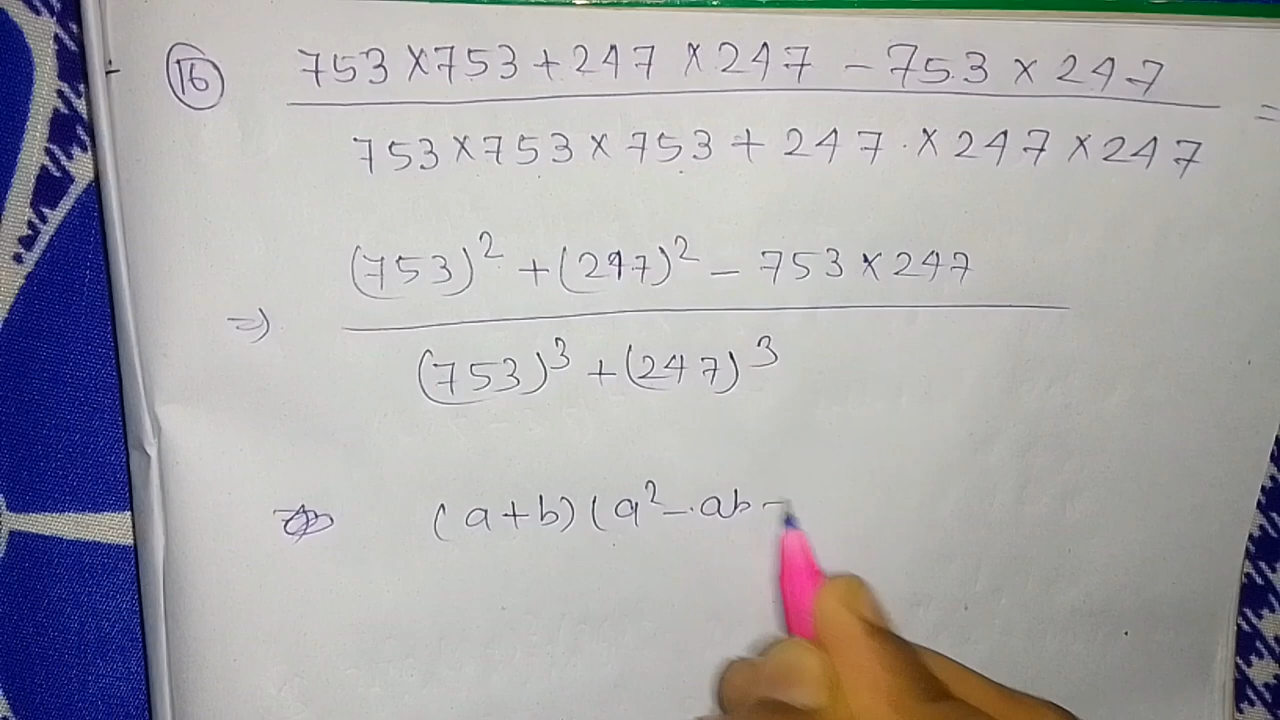 16 753 × 753 + 247 × 247 - 753 × 247 =
753 × 753 × 753 + 247 × 247 × 247
⇒ (753)² + (247)² - 753 × 247
(753)³ + (247)³
(a+b)(a² - ab -